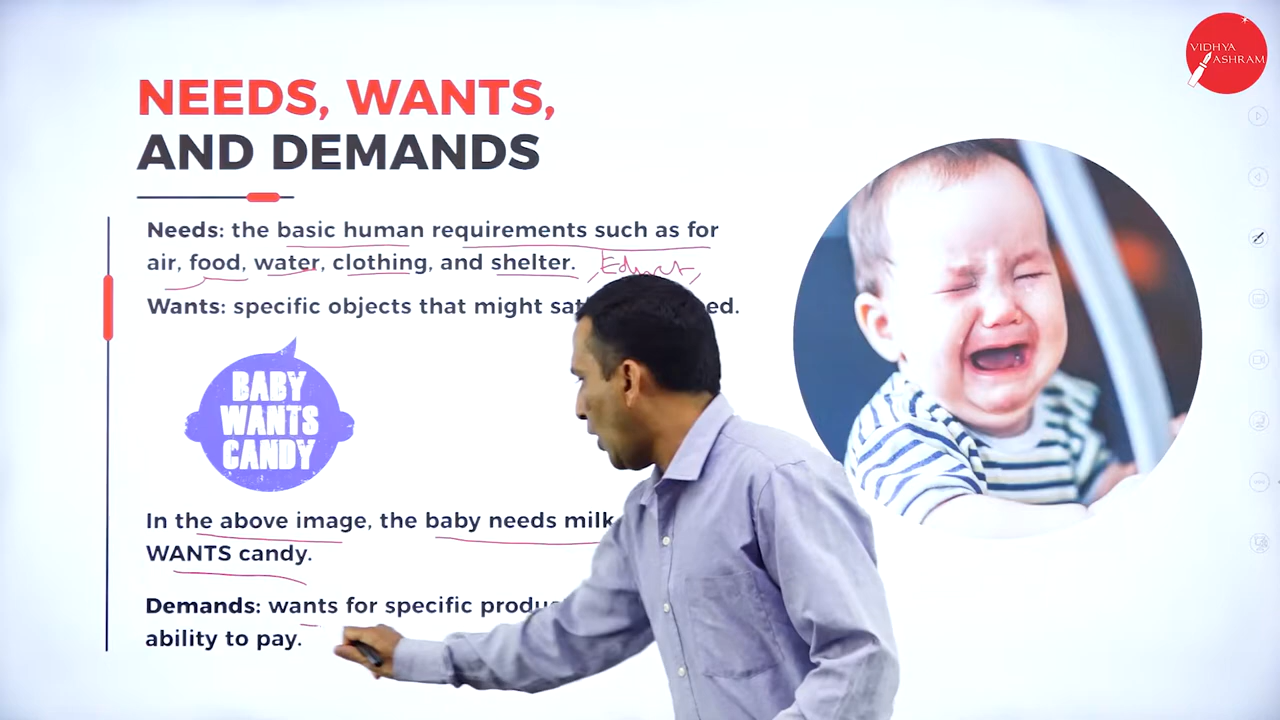 VIDHYA
ASHRAM
NEEDS, WANTS,
AND DEMANDS
Needs: the basic human requirements such as for
air, food, water, clothing, and shelter.
Wants: specific objects that might ed.
BABY
WANTS
CANDY
In the above image, the baby needs milk
WANTS candy.
Demands: wants for specific
ability to pay.